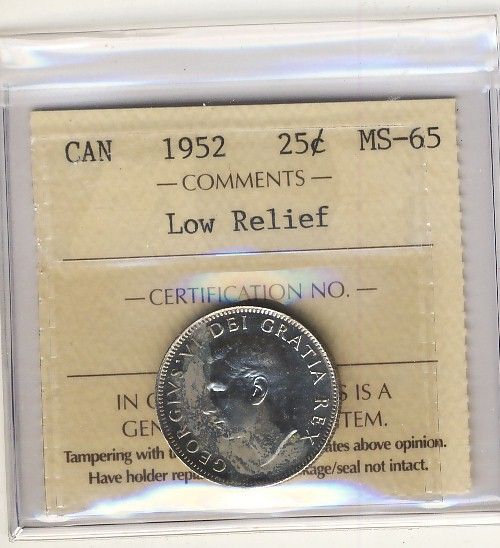 CAN 1952 25¢ MS-65
— COMMENTS —
Low Relief
— CERTIFICATION NO. —
GEORGIVS VI DEI GRATIA REX
IN S IS A
GEN TEM.
Tampering with ates above opinion.
Have holder repl kage/seal not intact.